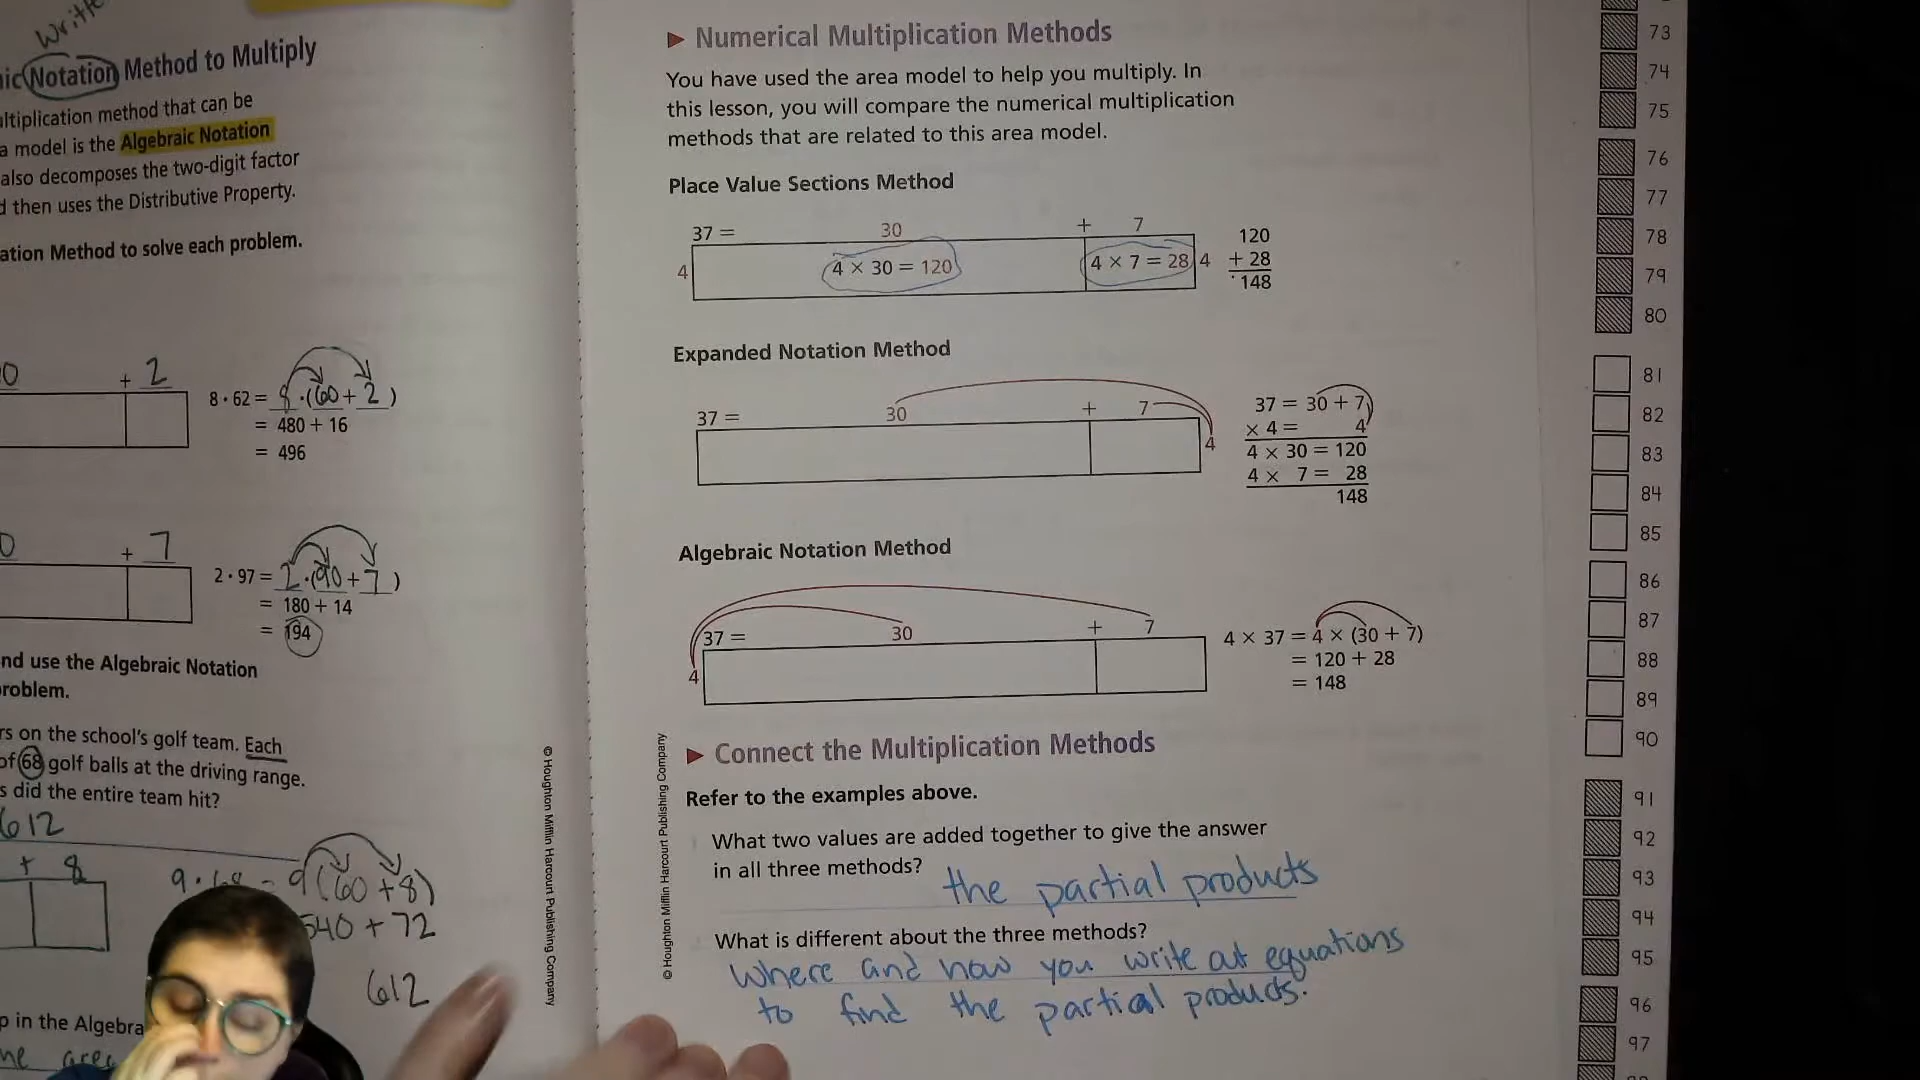 Writte
ic Notation Method to Multiply
ltiplication method that can be
a model is the Algebraic Notation
also decomposes the two-digit factor
d then uses the Distributive Property.
ation Method to solve each problem.
0 + 2
8 · 62 = 8 · (60 + 2)
= 480 + 16
= 496
0 + 7
2 · 97 = 2 · (90 + 7)
= 180 + 14
= 194
nd use the Algebraic Notation
roblem.
rs on the school's golf team. Each
of 68 golf balls at the driving range.
s did the entire team hit?
612
+ 8
9 · 68 = 9(60 + 8)
540 + 72
612
p in the Algebra
he area
© Houghton Mifflin Harcourt Publishing Company
© Houghton Mifflin Harcourt Publishing Company
Numerical Multiplication Methods
You have used the area model to help you multiply. In
this lesson, you will compare the numerical multiplication
methods that are related to this area model.
Place Value Sections Method
37 = 30 + 7
4 4 × 30 = 120 4 × 7 = 28 4
120
+ 28
148
Expanded Notation Method
37 = 30 + 7
4
37 = 30 + 7
× 4 = 4
4 × 30 = 120
4 × 7 = 28
148
Algebraic Notation Method
37 = 30 + 7
4
4 × 37 = 4 × (30 + 7)
= 120 + 28
= 148
Connect the Multiplication Methods
Refer to the examples above.
What two values are added together to give the answer
in all three methods? the partial products
What is different about the three methods?
Where and how you write out equations
to find the partial products.
73
74
75
76
77
78
79
80
81
82
83
84
85
86
87
88
89
90
91
92
93
94
95
96
97